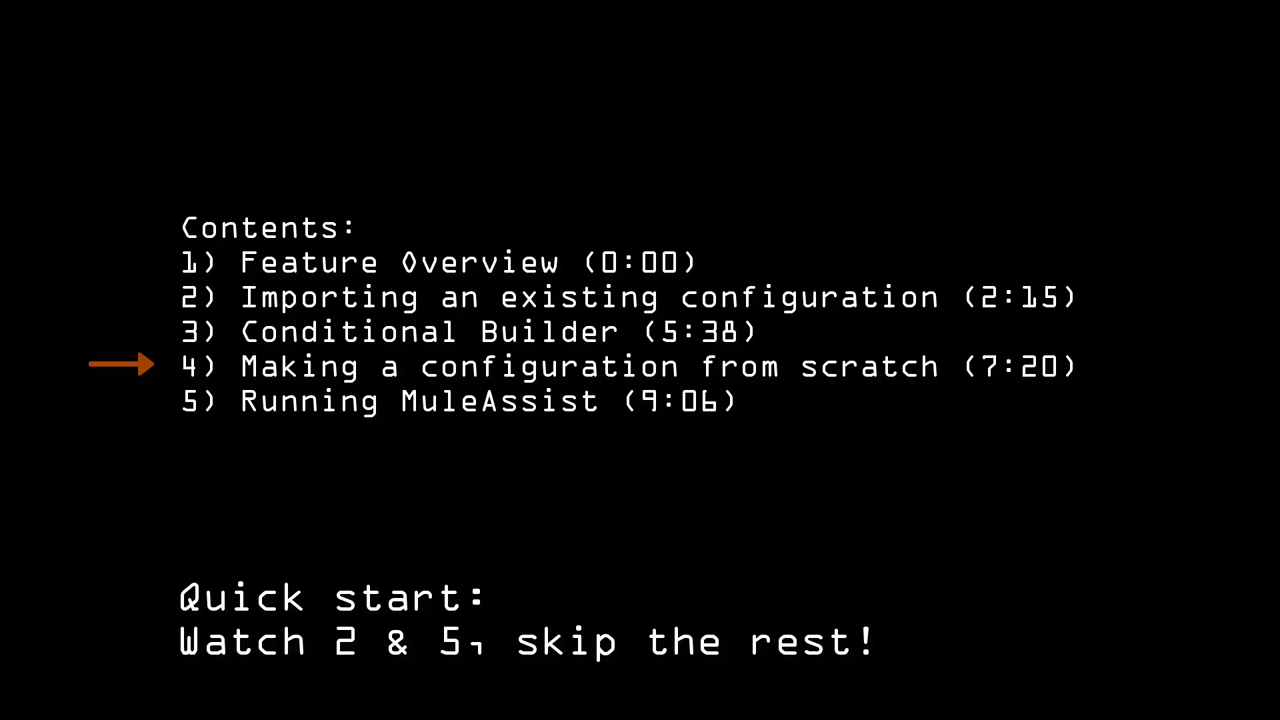 Contents:
1) Feature Overview (0:00)
2) Importing an existing configuration (2:15)
3) Conditional Builder (5:38)
4) Making a configuration from scratch (7:20)
5) Running MuleAssist (9:06)
Quick start:
Watch 2 & 5, skip the rest!